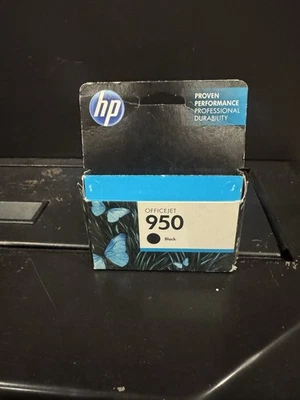 hp
PROVEN
PERFORMANCE
PROFESSIONAL
DURABILITY
OFFICEJET
950
Black